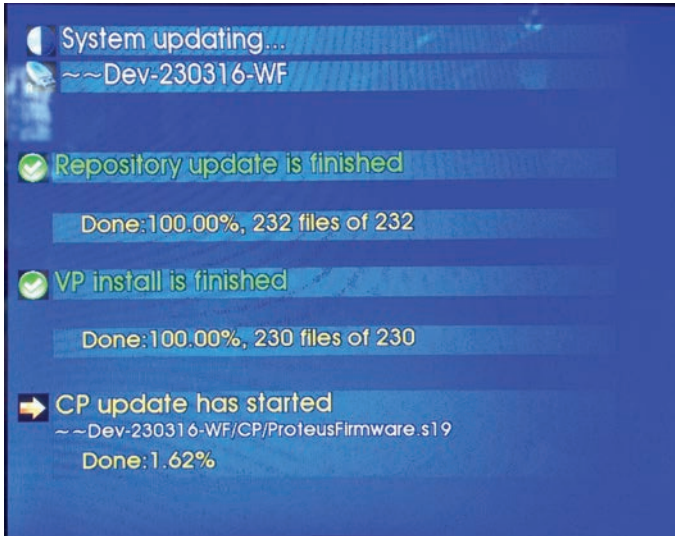 System updating...
~~Dev-230316-WF
Repository update is finished
Done:100.00%, 232 files of 232
VP install is finished
Done:100.00%, 230 files of 230
CP update has started
~~Dev-230316-WF/CP/ProteusFirmware.s19
Done:1.62%